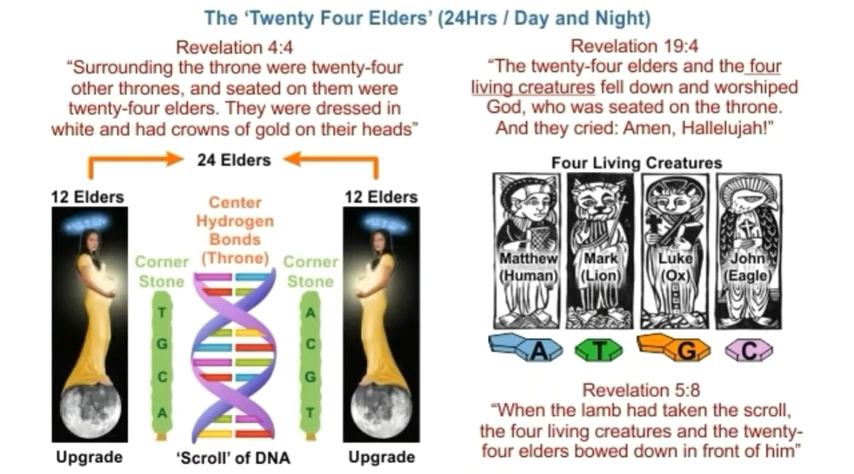 The ‘Twenty Four Elders’ (24Hrs / Day and Night)
Revelation 4:4
“Surrounding the throne were twenty-four
other thrones, and seated on them were
twenty-four elders. They were dressed in
white and had crowns of gold on their heads”
24 Elders
12 Elders
12 Elders
Center
Hydrogen
Bonds
(Throne)
Corner
Stone
Corner
Stone
T
G
C
A
A
C
G
T
Upgrade
‘Scroll’ of DNA
Upgrade
Revelation 19:4
“The twenty-four elders and the four
living creatures fell down and worshiped
God, who was seated on the throne.
And they cried: Amen, Hallelujah!”
Four Living Creatures
Matthew
(Human)
Mark
(Lion)
Luke
(Ox)
John
(Eagle)
A
T
G
C
Revelation 5:8
“When the lamb had taken the scroll,
the four living creatures and the twenty-
four elders bowed down in front of him”